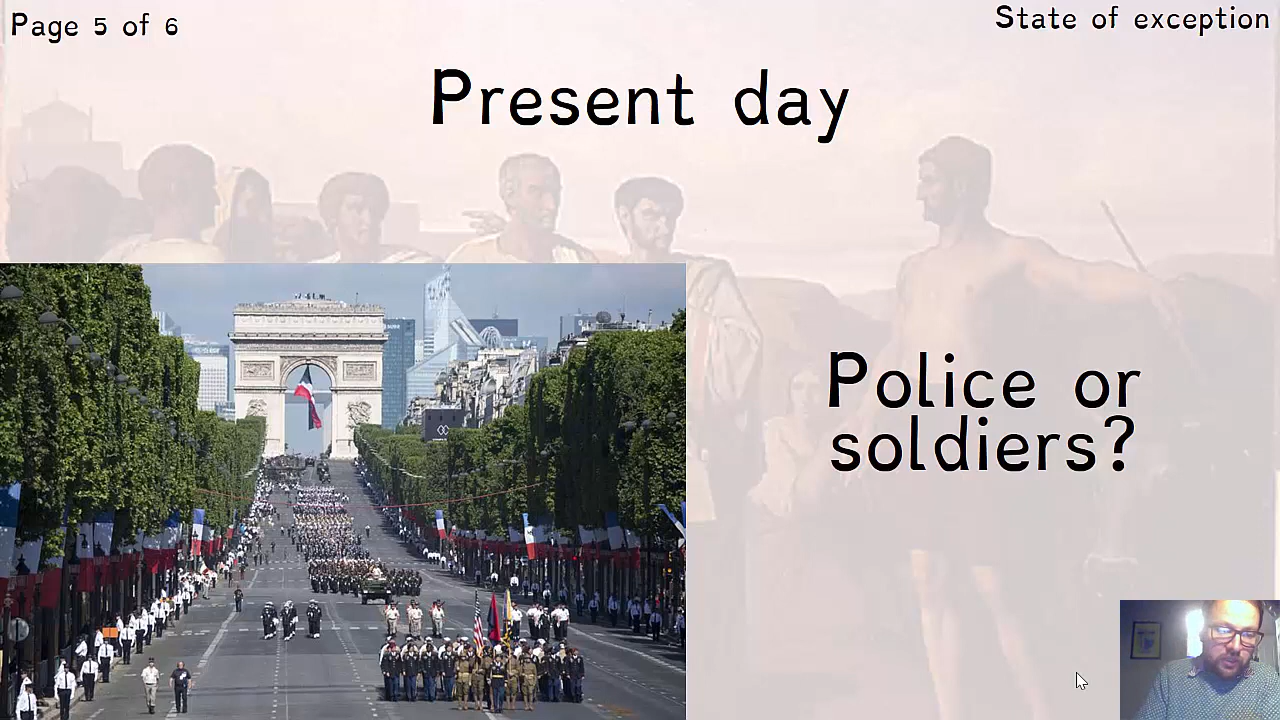 Page 5 of 6
State of exception
Present day
Police or
soldiers?